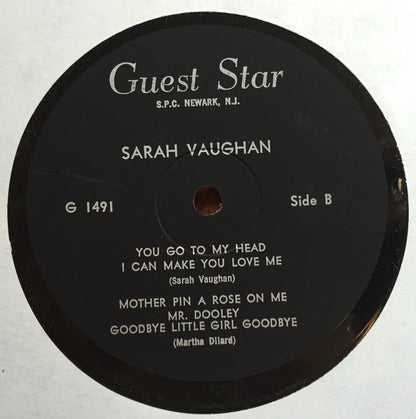 Guest Star
S.P.C. NEWARK, N.J.
SARAH VAUGHAN
G 1491 Side B
YOU GO TO MY HEAD
I CAN MAKE YOU LOVE ME
(Sarah Vaughan)
MOTHER PIN A ROSE ON ME
MR. DOOLEY
GOODBYE LITTLE GIRL GOODBYE
(Martha Dilard)